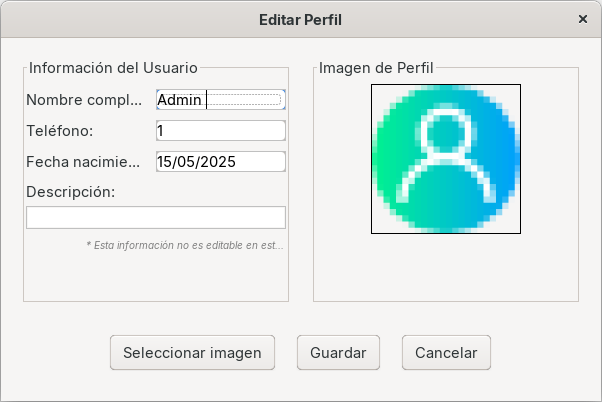 Editar Perfil
Información del Usuario
Nombre compl...
Admin
Teléfono:
1
Fecha nacimie...
15/05/2025
Descripción:
* Esta información no es editable en est...
Imagen de Perfil
Seleccionar imagen
Guardar
Cancelar